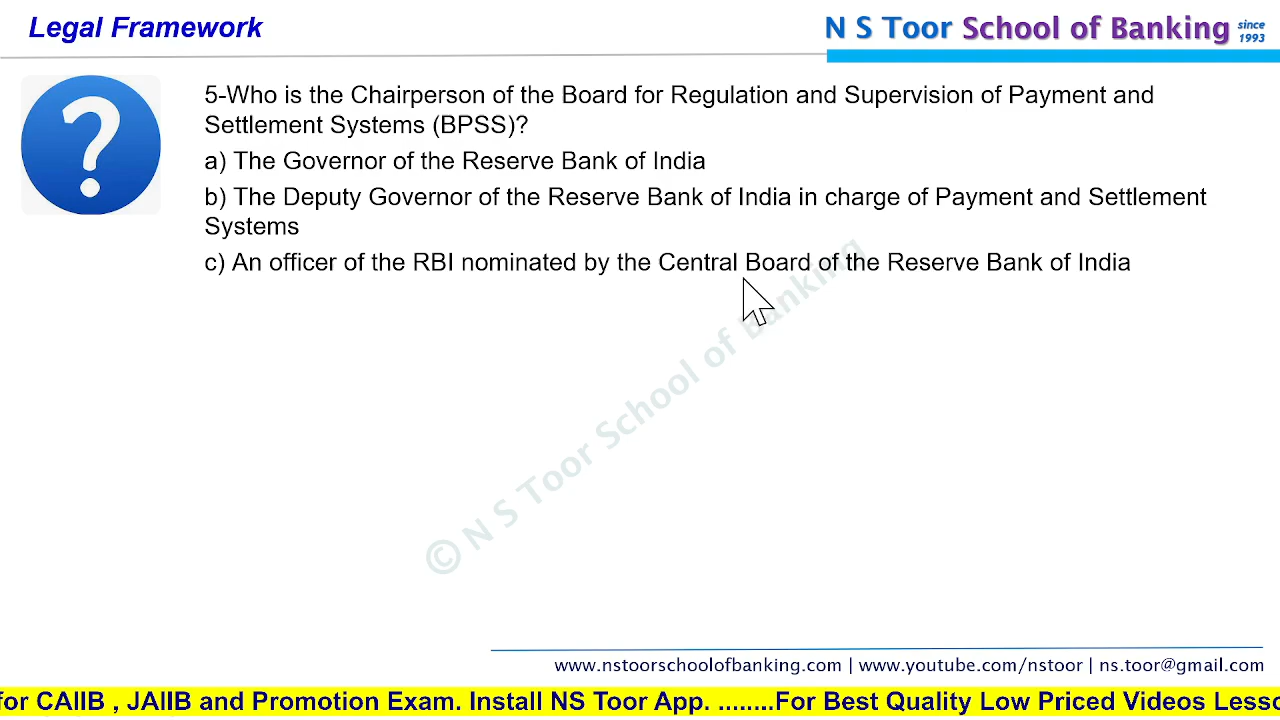 Legal Framework
N S Toor School of Banking since 1993
5-Who is the Chairperson of the Board for Regulation and Supervision of Payment and
Settlement Systems (BPSS)?
a) The Governor of the Reserve Bank of India
b) The Deputy Governor of the Reserve Bank of India in charge of Payment and Settlement
Systems
c) An officer of the RBI nominated by the Central Board of the Reserve Bank of India
© N S Toor School of Banking
www.nstoorschoolofbanking.com | www.youtube.com/nstoor | ns.toor@gmail.com
for CAIIB , JAIIB and Promotion Exam. Install NS Toor App. ........For Best Quality Low Priced Videos Lesso